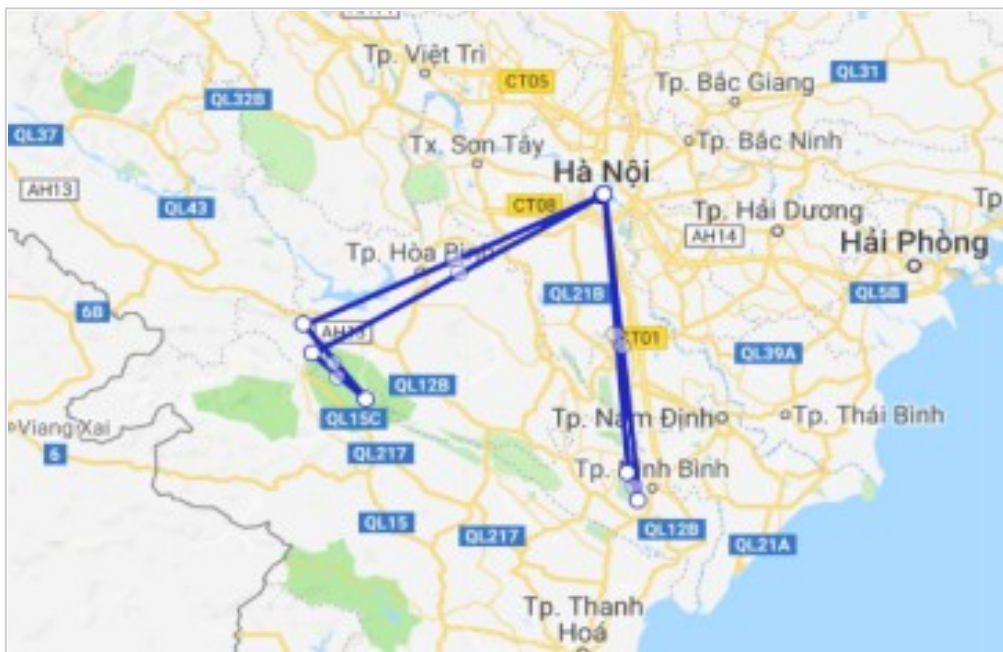 Tp. Việt Trì
QL31
CT05
Tp. Bắc Giang
QL32B
QL37
Tx. Sơn Tây
Tp. Bắc Ninh
Hà Nội
AH13
QL43
CT08
Tp. Hải Dương
AH14
Hải Phòng
Tp. Hòa Bình
QL21B
QL5B
6B
CT01
QL39A
QL12B
Viang Xai
QL15C
Tp. Nam Định
Tp. Thái Bình
6
QL217
QL15
QL217
QL12B
QL21A
Tp. Thanh
Hoá